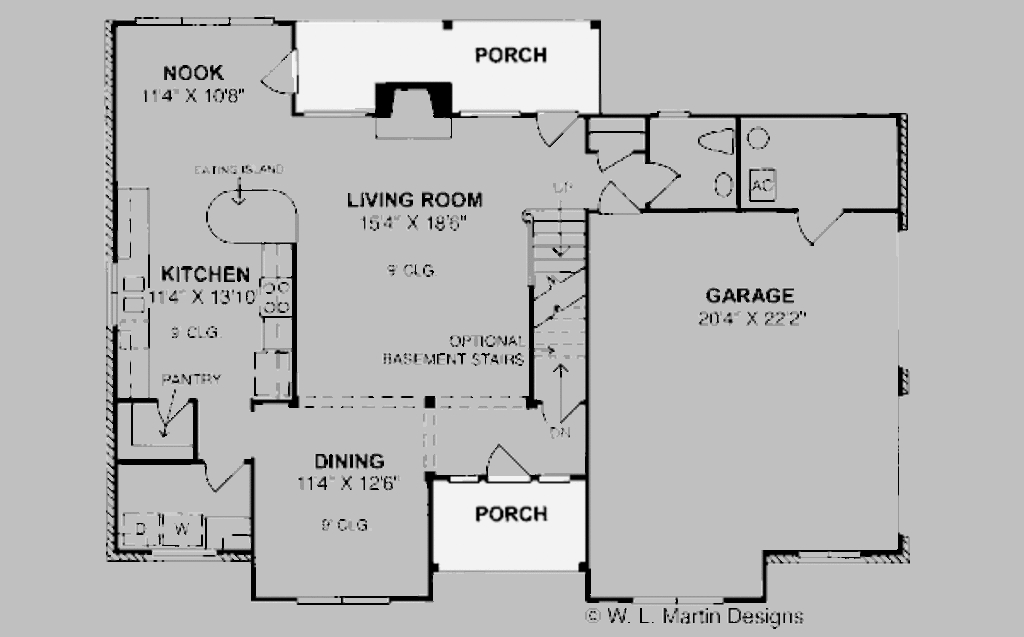 PORCH
NOOK
11'4" X 10'8"
EATING ISLAND
UP
AC
LIVING ROOM
15'4" X 18'6"
9' CLG
KITCHEN
11'4" X 13'10"
9' CLG
GARAGE
20'4" X 22'2"
OPTIONAL
BASEMENT STAIRS
PANTRY
DN
DINING
11'4" X 12'6"
9' CLG
D W
PORCH
© W. L. Martin Designs